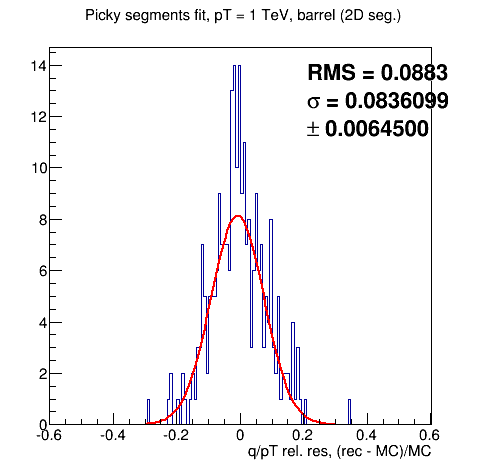 Picky segments fit, pT = 1 TeV, barrel (2D seg.)
RMS = 0.0883
σ = 0.0836099
± 0.0064500
14
12
10
8
6
4
2
0
-0.6 -0.4 -0.2 0 0.2 0.4 0.6
q/pT rel. res, (rec - MC)/MC